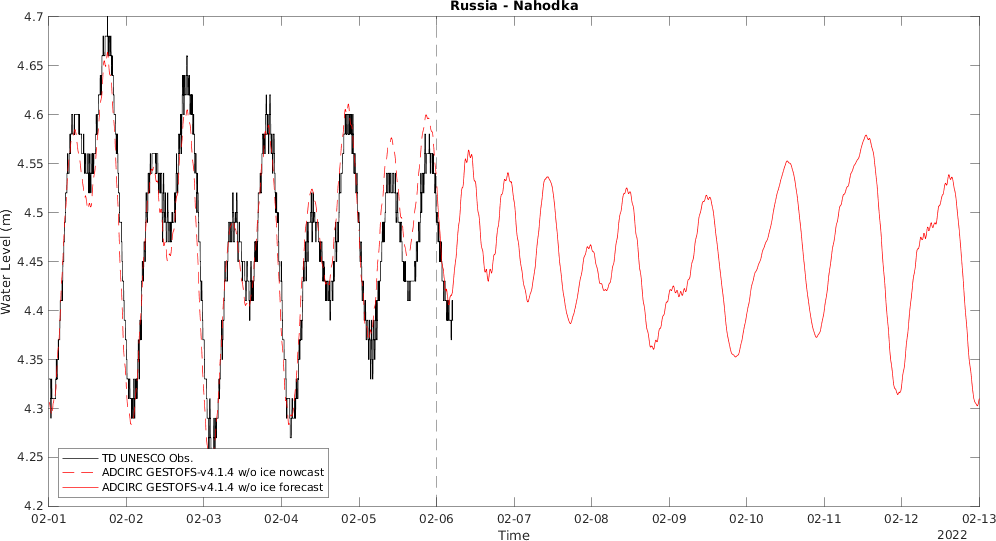 Russia - Nahodka
4.7
4.65
4.6
4.55
4.5
4.45
4.4
4.35
4.3
4.25
4.2
Water Level (m)
TD UNESCO Obs.
ADCIRC GESTOFS-v4.1.4 w/o ice nowcast
ADCIRC GESTOFS-v4.1.4 w/o ice forecast
02-01 02-02 02-03 02-04 02-05 02-06 02-07 02-08 02-09 02-10 02-11 02-12 02-13
Time
2022